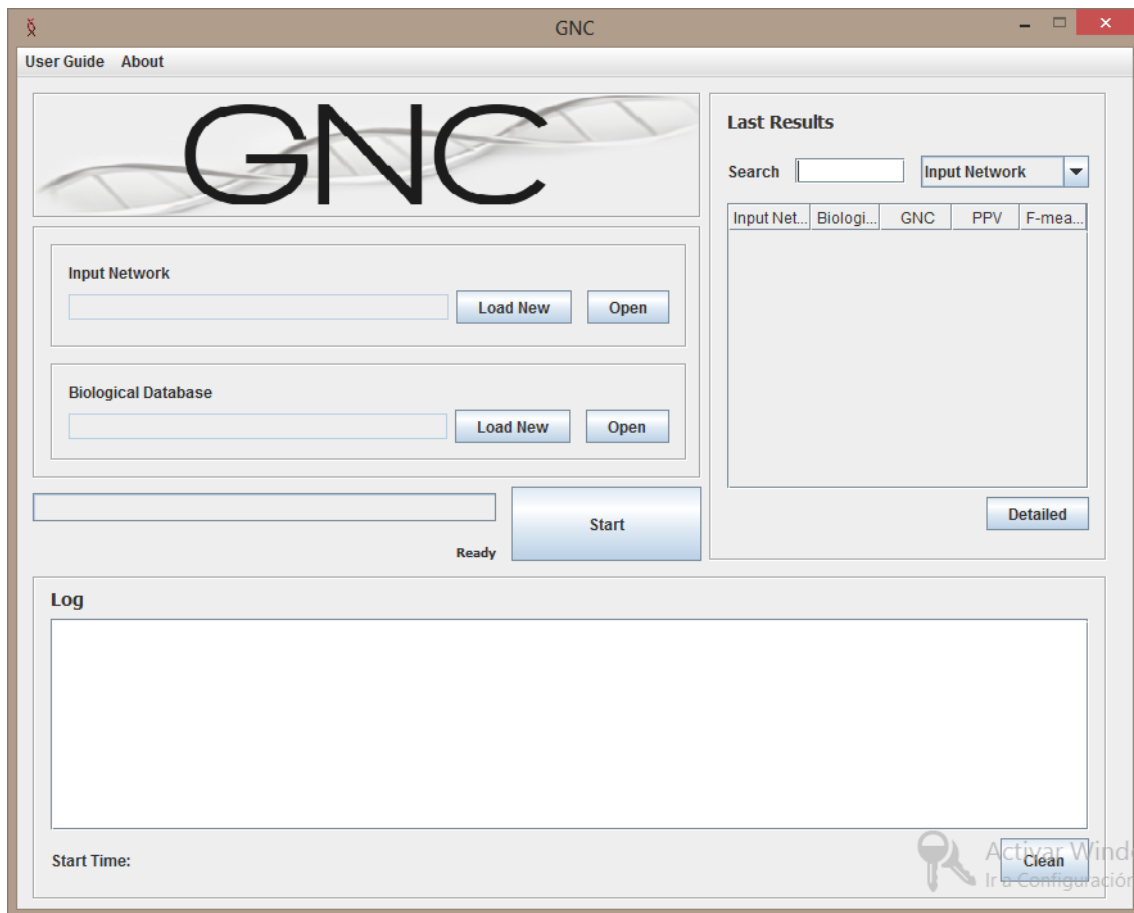 GNC
User Guide About
GNC
Input Network
Load New Open
Biological Database
Load New Open
Start
Ready
Last Results
Search Input Network
Input Net... Biologi... GNC PPV F-mea...
Detailed
Log
Start Time:
Clean
Activar Wind
Ir a Configuración